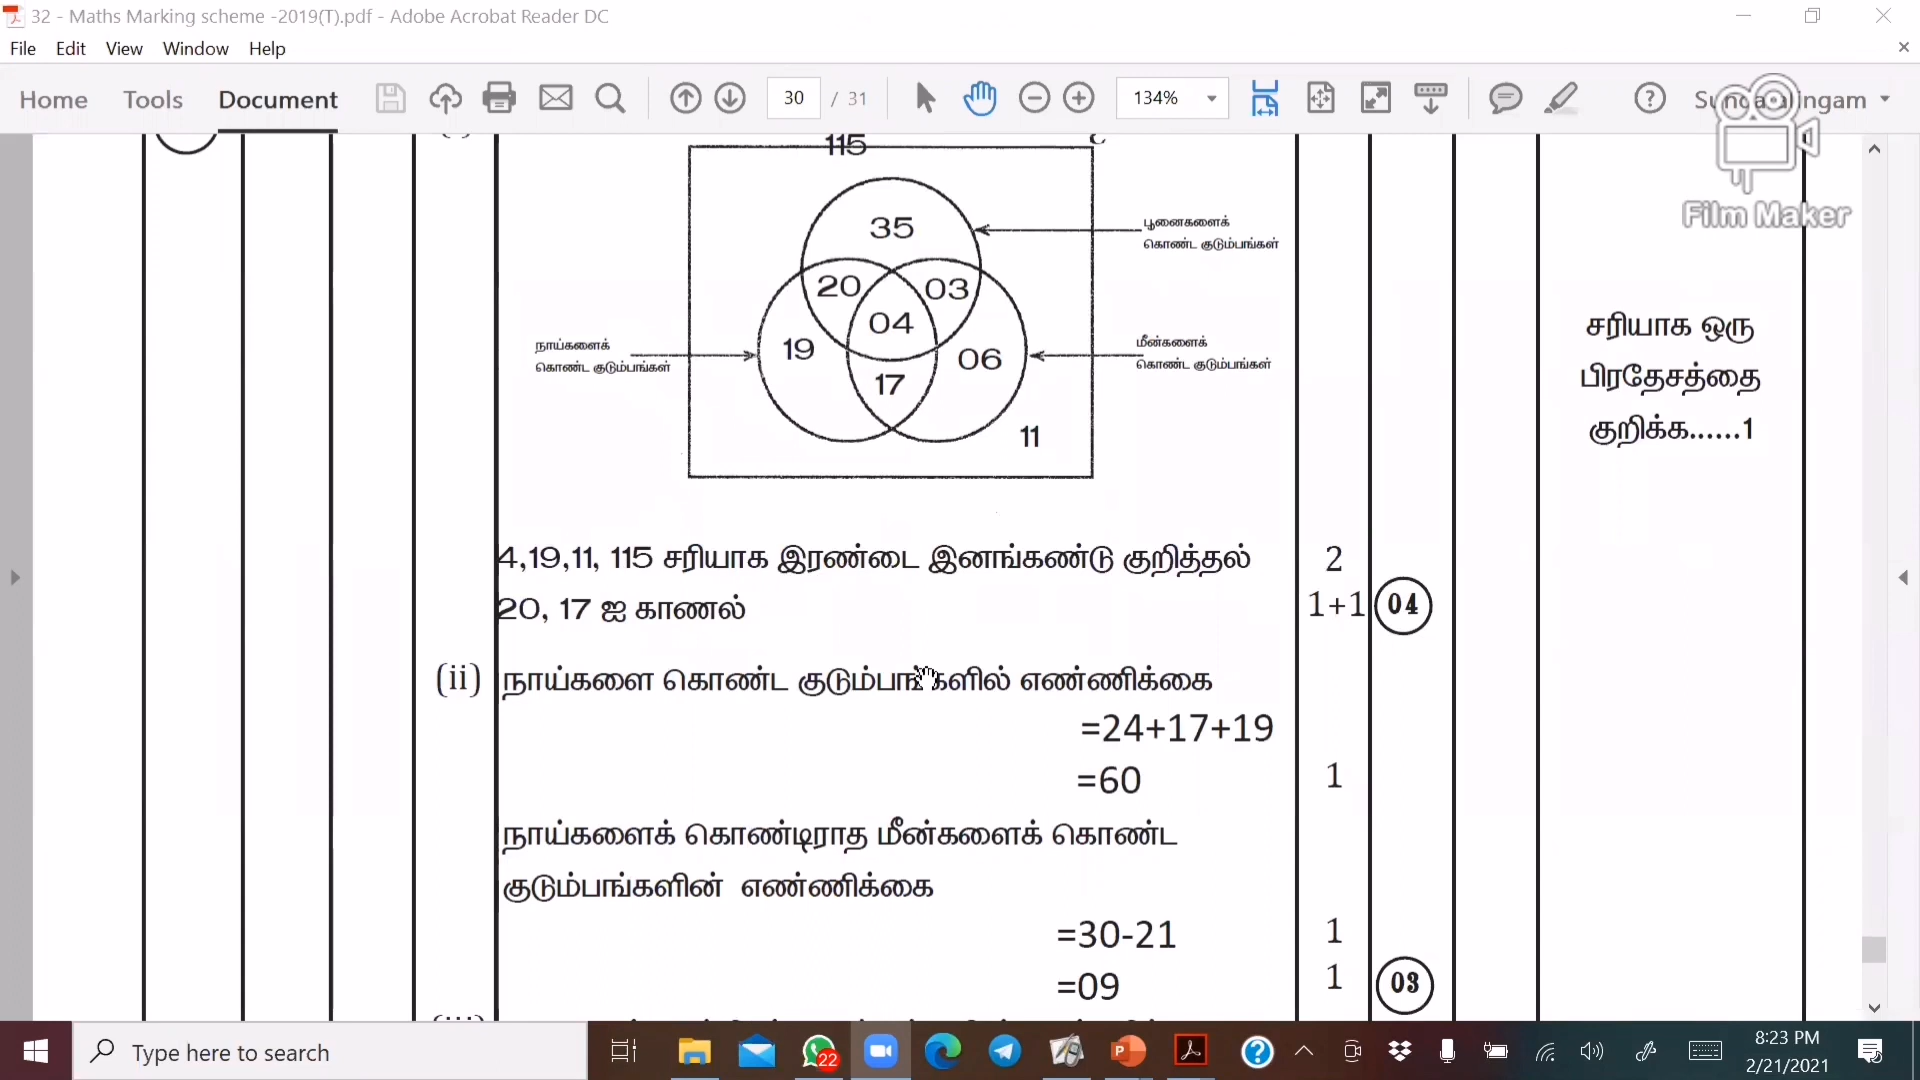 32 - Maths Marking scheme -2019(T).pdf - Adobe Acrobat Reader DC
File Edit View Window Help
Home Tools Document 30 / 31 134% Sundaralingam
Film Maker
115
35
பூனைகளைக்
கொண்ட குடும்பங்கள்
20 03
04
நாய்களைக்
கொண்ட குடும்பங்கள்
19 06
மீன்களைக்
கொண்ட குடும்பங்கள்
17
11
சரியாக ஒரு
பிரதேசத்தை
குறிக்க......1
4,19,11, 115 சரியாக இரண்டை இனங்கண்டு குறித்தல் 2
20, 17 ஐ காணல் 1+1 04
(ii) நாய்களை கொண்ட குடும்பங்களில் எண்ணிக்கை
=24+17+19
=60 1
நாய்களைக் கொண்டிராத மீன்களைக் கொண்ட
குடும்பங்களின் எண்ணிக்கை
=30-21 1
=09 1 03
Type here to search
22
8:23 PM
2/21/2021